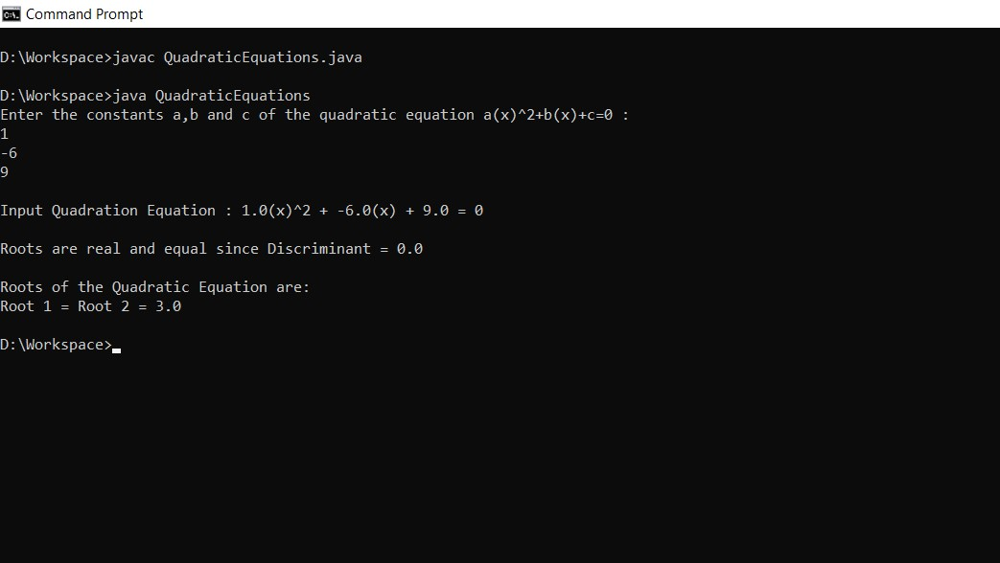 Command Prompt
D:\Workspace>javac QuadraticEquations.java
D:\Workspace>java QuadraticEquations
Enter the constants a,b and c of the quadratic equation a(x)^2+b(x)+c=0 :
1
-6
9
Input Quadration Equation : 1.0(x)^2 + -6.0(x) + 9.0 = 0
Roots are real and equal since Discriminant = 0.0
Roots of the Quadratic Equation are:
Root 1 = Root 2 = 3.0
D:\Workspace>